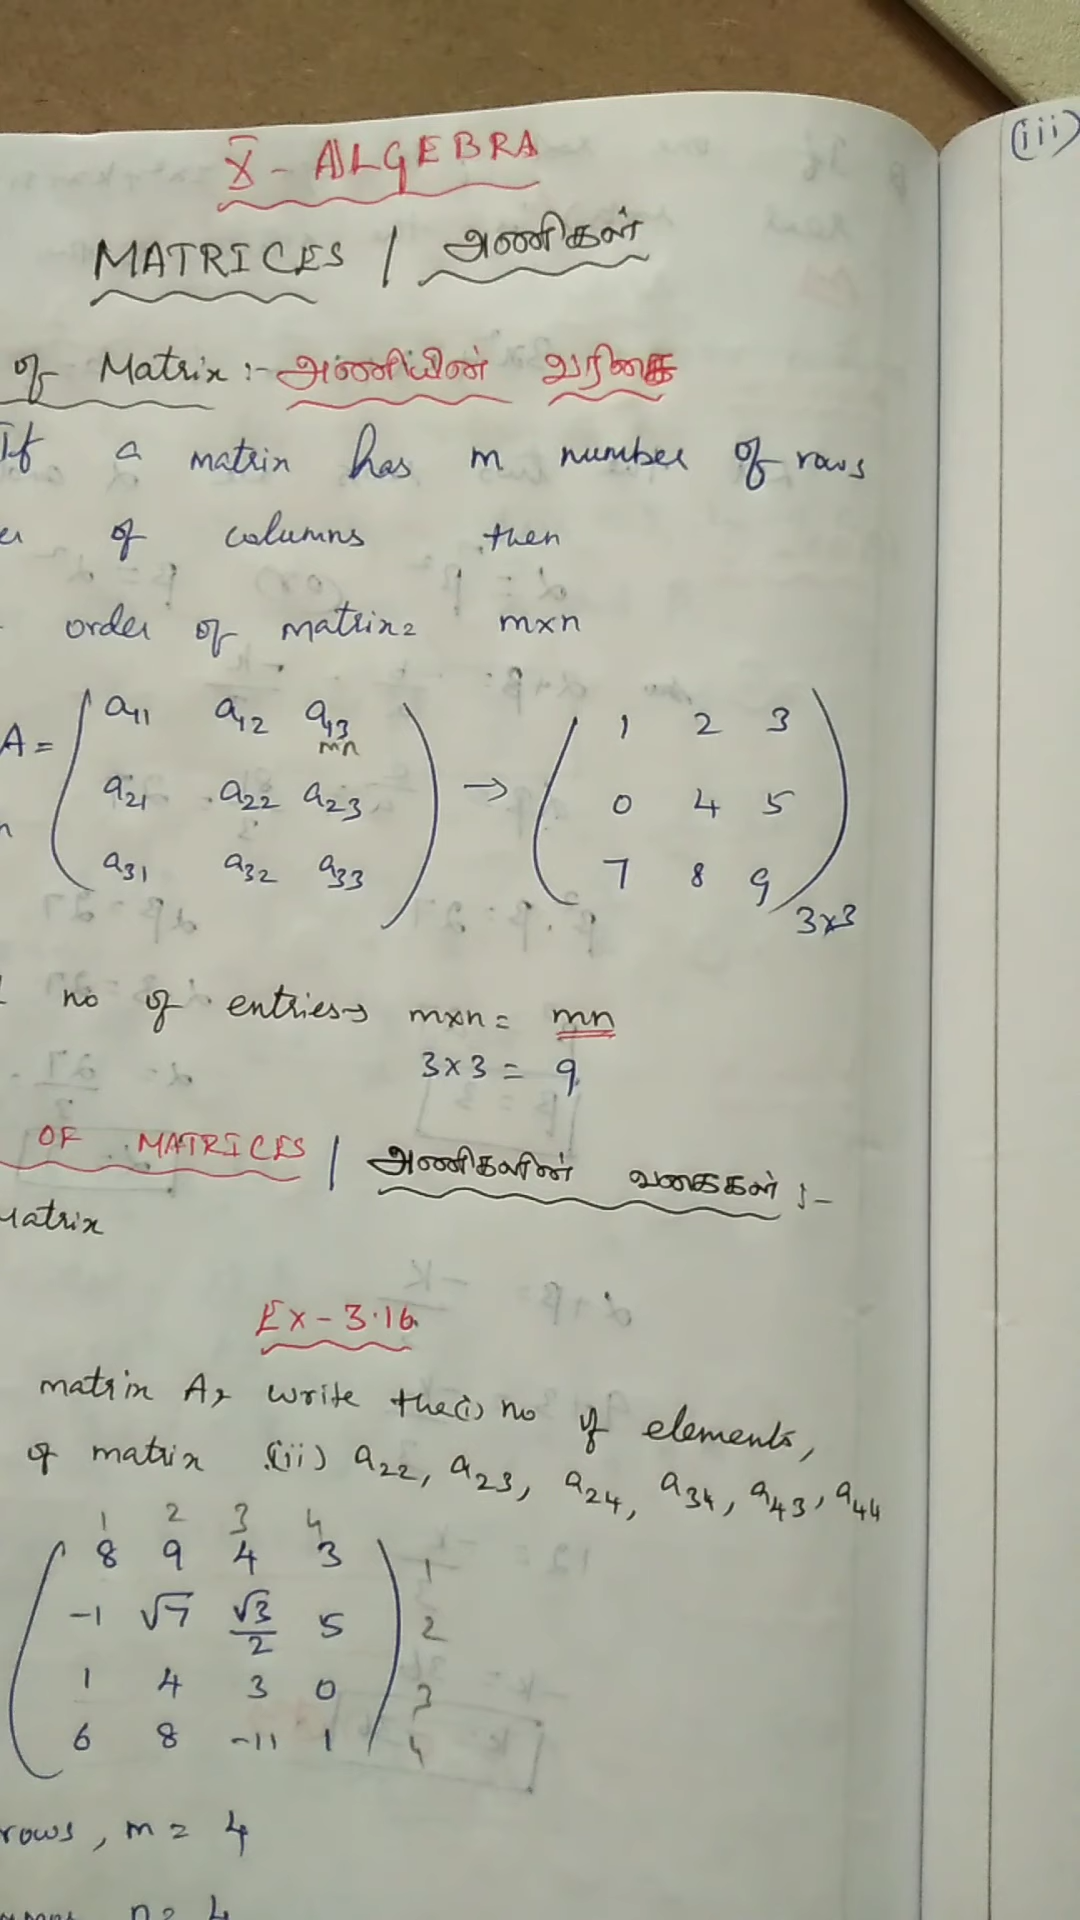 X - ALGEBRA
(iii)
MATRICES / அணிகள்
of Matrix :- அணியின் வரிசை
If a matrix has m number of rows
er of columns then
order of matrix = m×n
A = ( a11 a12 a13 ) → ( 1 2 3 )
mn
a21 a22 a23 0 4 5
a31 a32 a33 7 8 9
3×3
no of entries → m×n = mn
3 × 3 = 9
OF MATRICES / அணிகளின் வகைகள் :-
Matrix
Ex - 3.16
matrix A, write the (i) no of elements,
of matrix (iii) a22, a23, a24, a34, a43, a44
1 2 3 4
8 9 4 3 1
-1 √7 √3/2 5 2
1 4 3 0 3
6 8 -11 1 4
rows, m = 4
n = 4